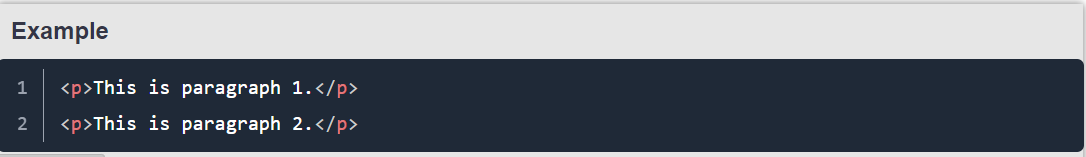 Example
1 <p>This is paragraph 1.</p>
2 <p>This is paragraph 2.</p>